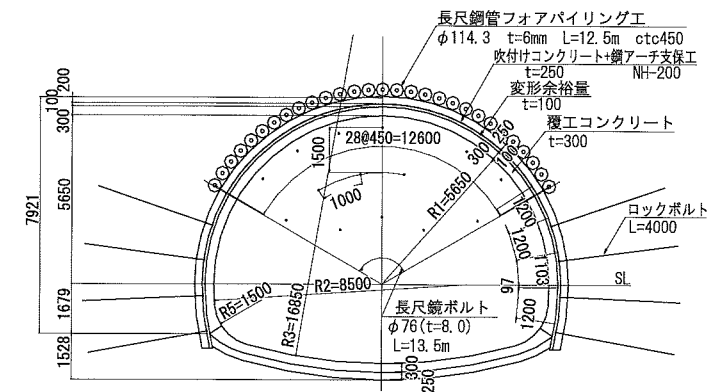 長尺鋼管フォアパイリング工
φ114.3 t=6mm L=12.5m ctc450
吹付けコンクリート+鋼アーチ支保工
t=250 NH-200
変形余裕量
t=100
覆工コンクリート
t=300
200
100
300
28@450=12600
1500
1000
250
100
300
R1=5650
1200
1200
1103
97
1200
ロックボルト
L=4000
SL
7921
5650
1679
1528
R2=8500
R5=1500
R3=16850
長尺鏡ボルト
φ76(t=8.0)
L=13.5m
300
250